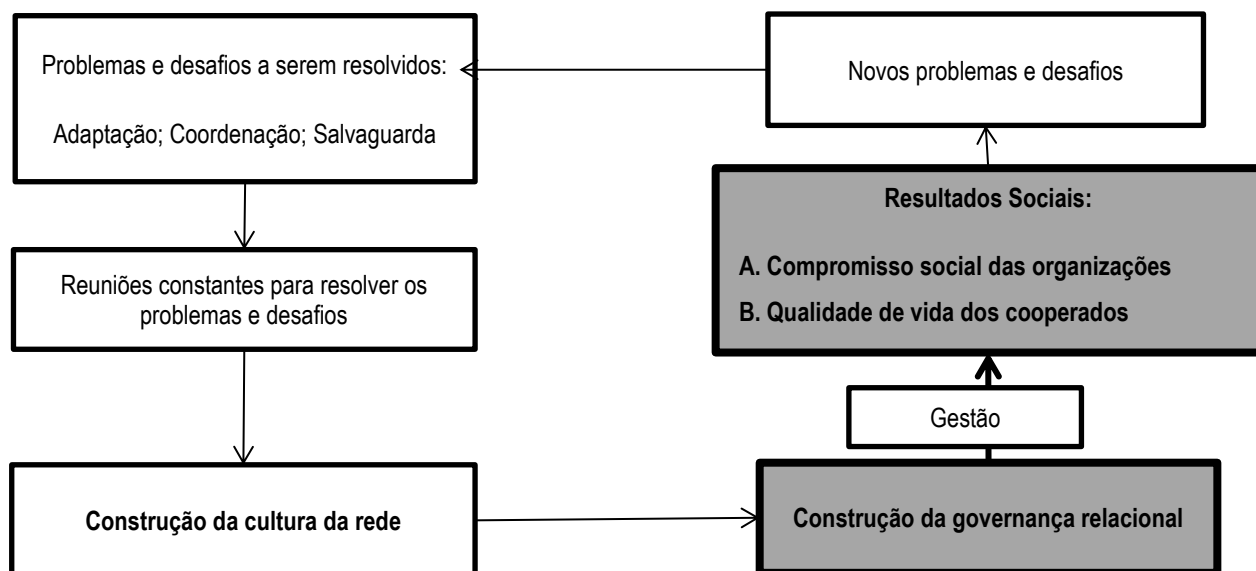 Problemas e desafios a serem resolvidos:
Adaptação; Coordenação; Salvaguarda
Novos problemas e desafios
Resultados Sociais:
A. Compromisso social das organizações
B. Qualidade de vida dos cooperados
Reuniões constantes para resolver os
problemas e desafios
Gestão
Construção da cultura da rede
Construção da governança relacional